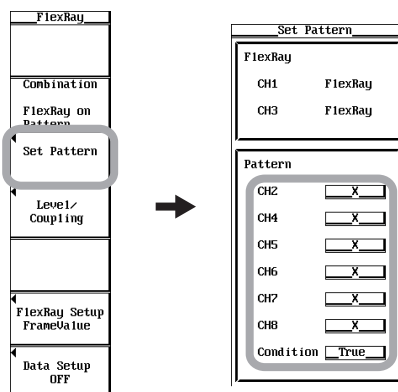 FlexRay
Combination
FlexRay on
Pattern
Set Pattern
Level/
Coupling
FlexRay Setup
FrameValue
Data Setup
OFF
Set Pattern
FlexRay
CH1 FlexRay
CH3 FlexRay
Pattern
CH2 X
CH4 X
CH5 X
CH6 X
CH7 X
CH8 X
Condition True